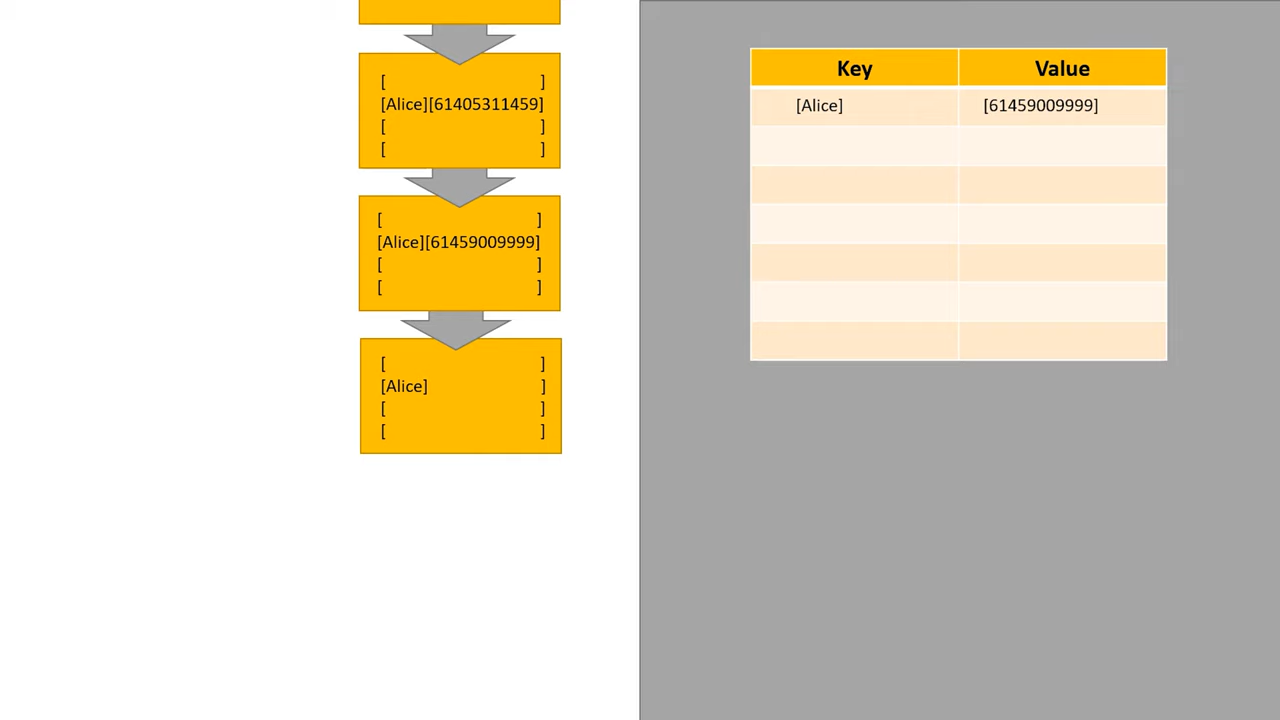 [ ]
[Alice][61405311459]
[ ]
[ ]
[ ]
[Alice][61459009999]
[ ]
[ ]
[ ]
[Alice] ]
[ ]
[ ]
Key Value
[Alice] [61459009999]